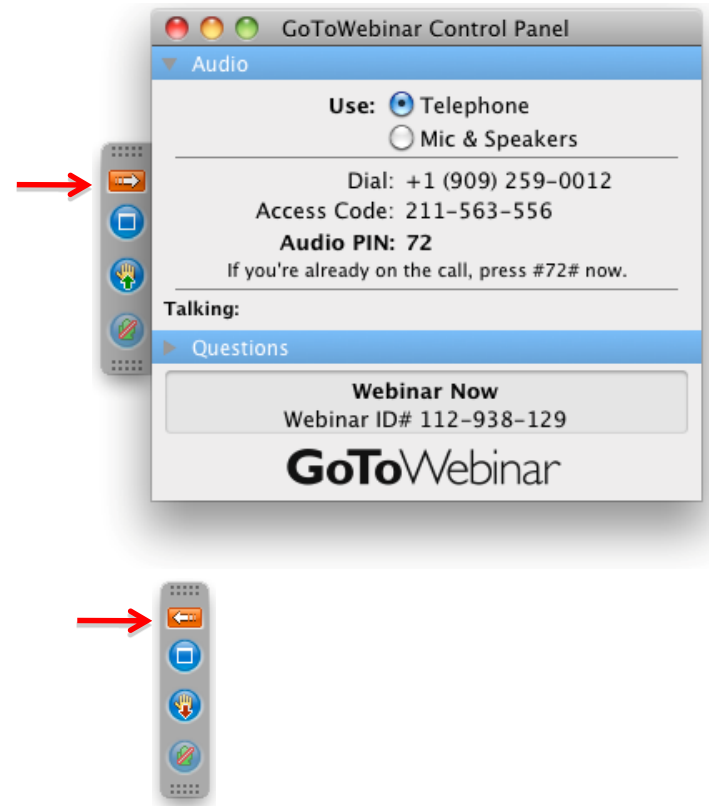 GoToWebinar Control Panel
Audio
Use: Telephone
Mic & Speakers
Dial: +1 (909) 259-0012
Access Code: 211-563-556
Audio PIN: 72
If you're already on the call, press #72# now.
Talking:
Questions
Webinar Now
Webinar ID# 112-938-129
GoToWebinar